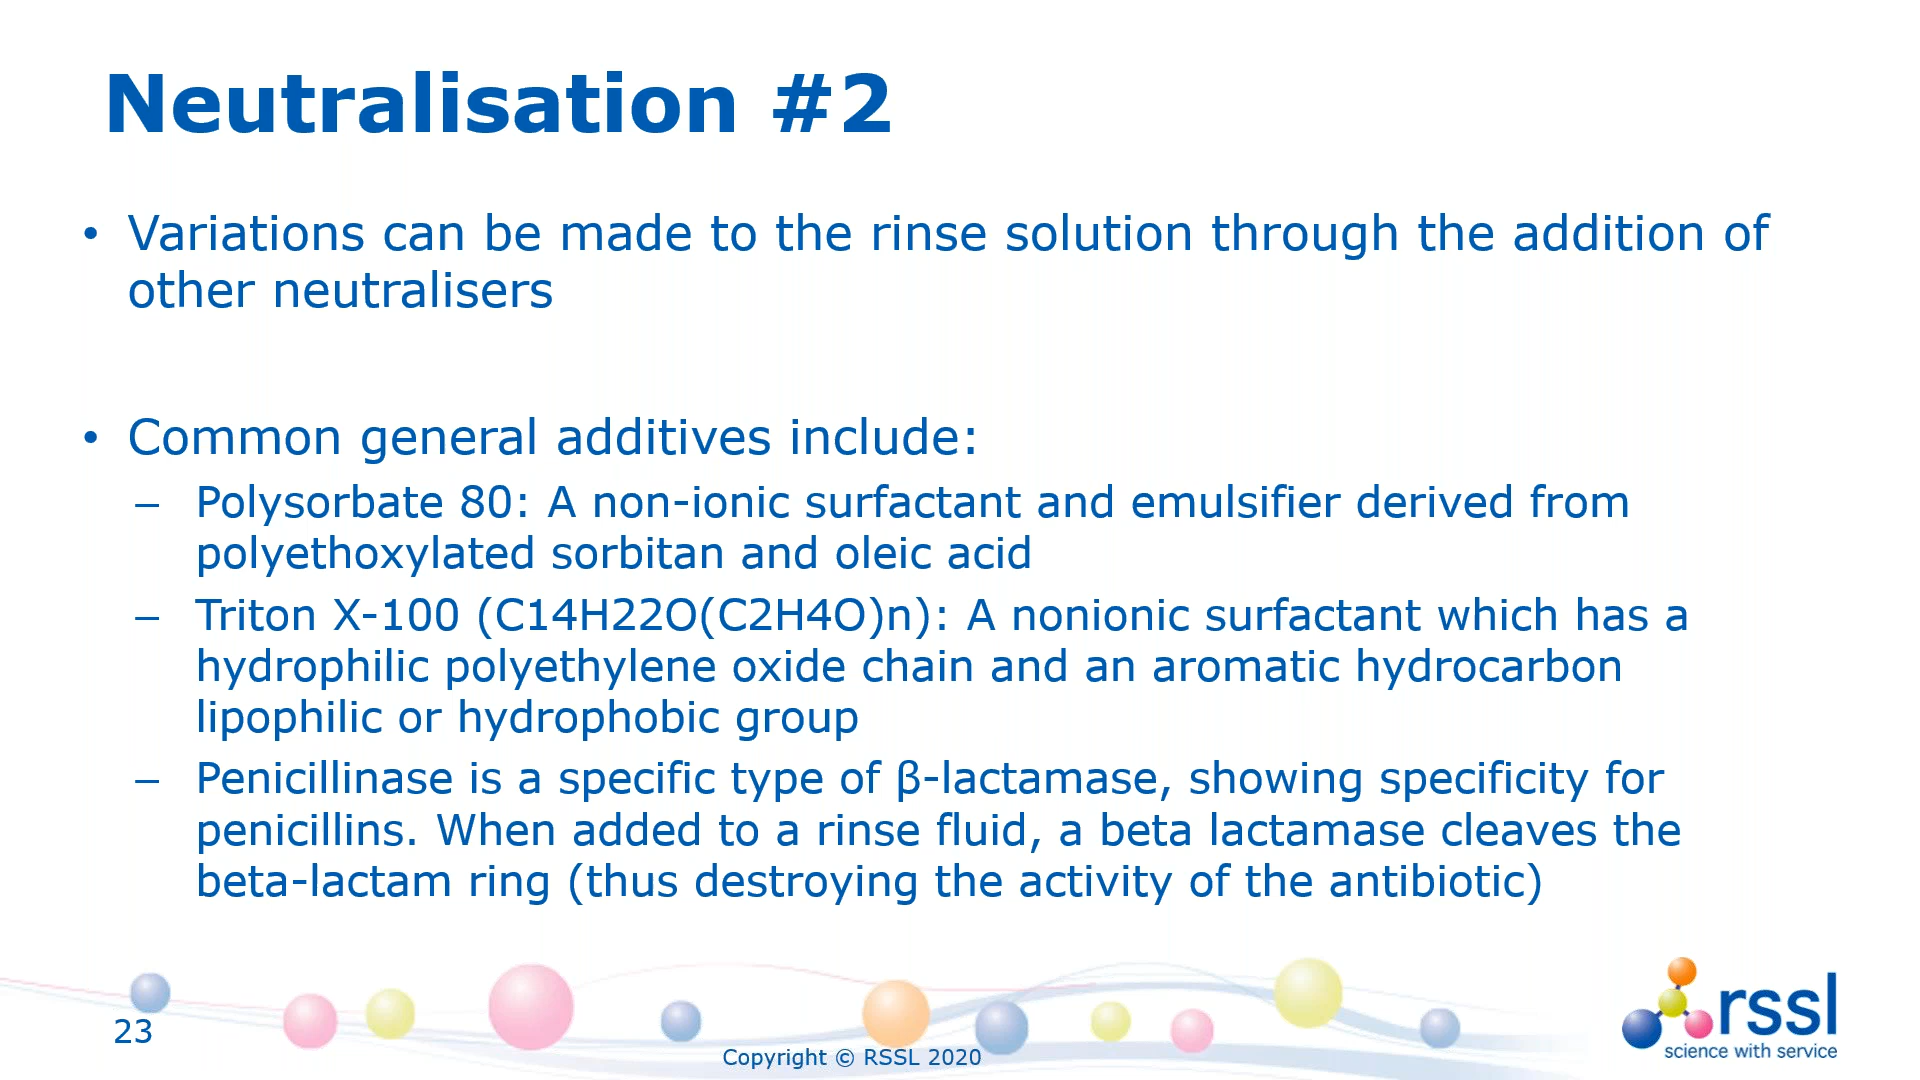 Neutralisation #2
• Variations can be made to the rinse solution through the addition of
other neutralisers
• Common general additives include:
– Polysorbate 80: A non-ionic surfactant and emulsifier derived from
polyethoxylated sorbitan and oleic acid
– Triton X-100 (C14H22O(C2H4O)n): A nonionic surfactant which has a
hydrophilic polyethylene oxide chain and an aromatic hydrocarbon
lipophilic or hydrophobic group
– Penicillinase is a specific type of β-lactamase, showing specificity for
penicillins. When added to a rinse fluid, a beta lactamase cleaves the
beta-lactam ring (thus destroying the activity of the antibiotic)
23
Copyright © RSSL 2020
rssl
science with service